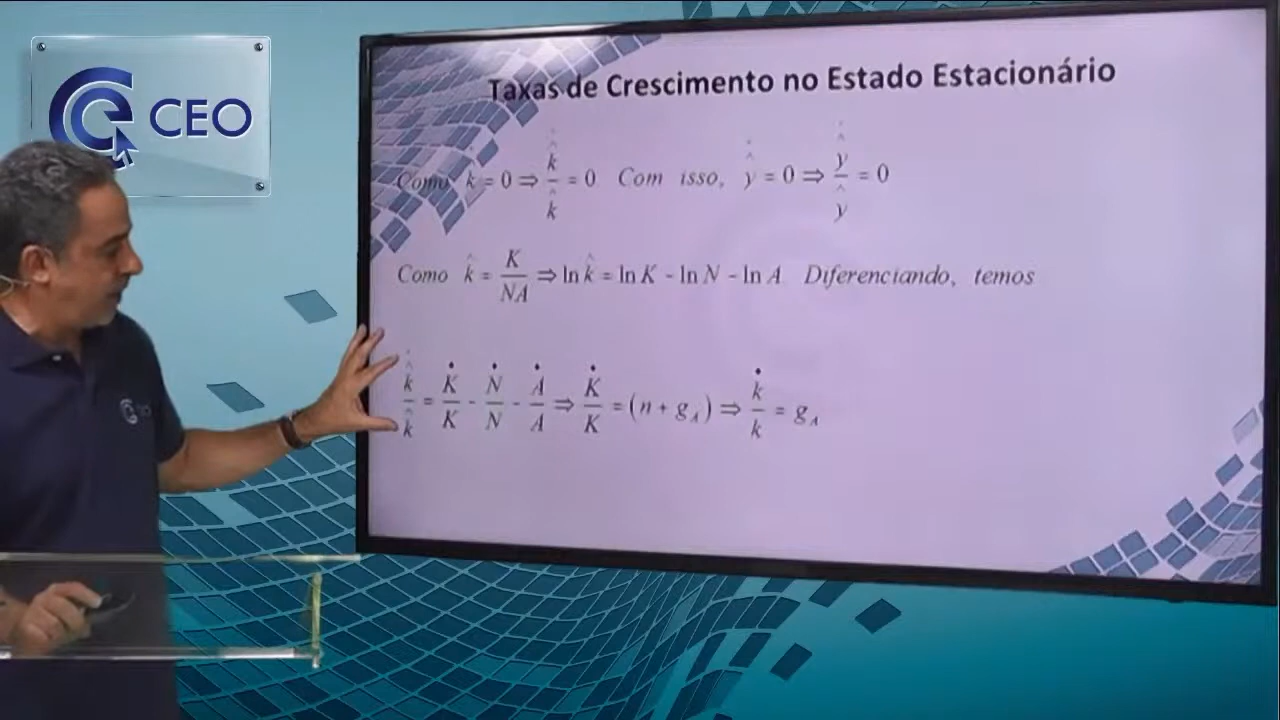 CEO
Taxas de Crescimento no Estado Estacionário
Como k̂̇ = 0 ⇒ k̂̇/k̂ = 0 Com isso, ŷ̇ = 0 ⇒ ŷ̇/ŷ = 0
Como k̂ = K/NA ⇒ ln k̂ = ln K - ln N - ln A Diferenciando, temos
k̂̇/k̂ = K̇/K - Ṅ/N - Ȧ/A ⇒ K̇/K = (n + g_A) ⇒ k̇/k = g_A